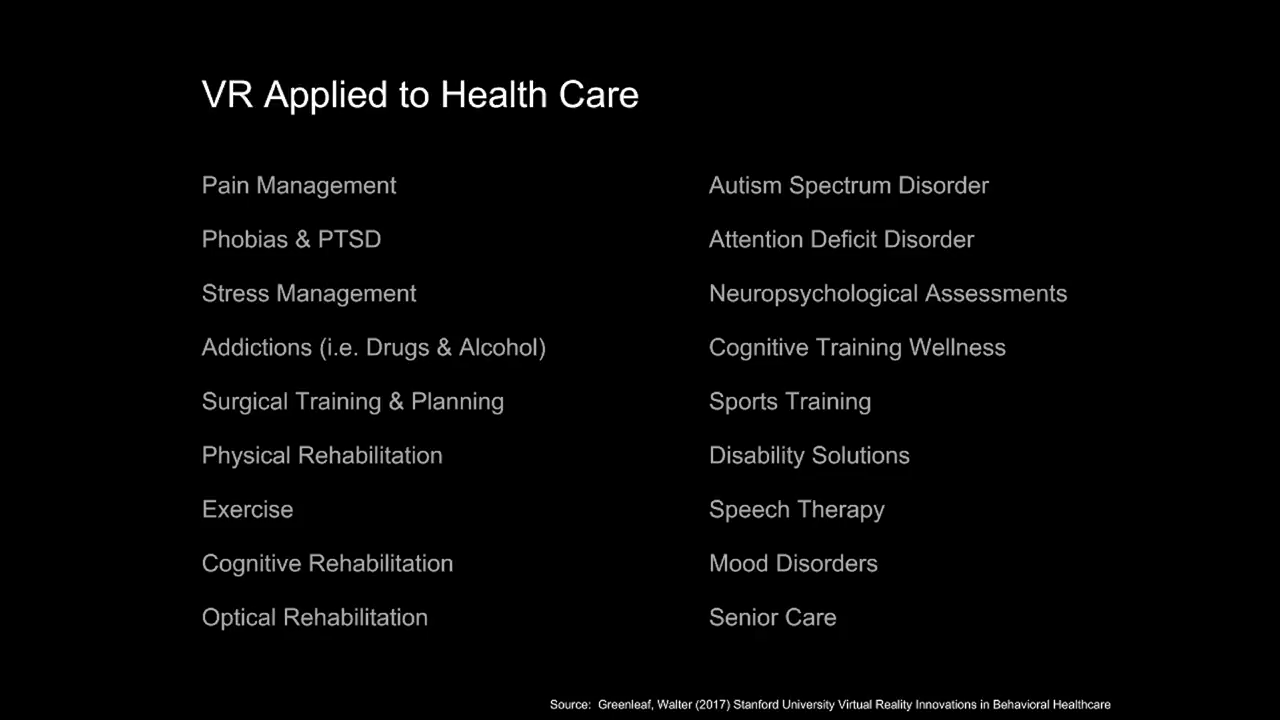 VR Applied to Health Care
Pain Management
Phobias & PTSD
Stress Management
Addictions (i.e. Drugs & Alcohol)
Surgical Training & Planning
Physical Rehabilitation
Exercise
Cognitive Rehabilitation
Optical Rehabilitation
Autism Spectrum Disorder
Attention Deficit Disorder
Neuropsychological Assessments
Cognitive Training Wellness
Sports Training
Disability Solutions
Speech Therapy
Mood Disorders
Senior Care
Source:  Greenleaf, Walter (2017) Stanford University Virtual Reality Innovations in Behavioral Healthcare